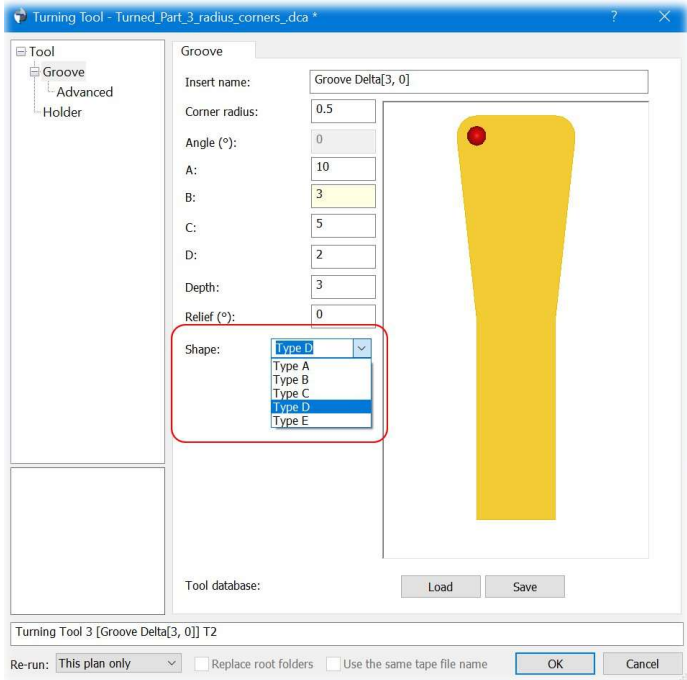 Turning Tool - Turned_Part_3_radius_corners_.dca *
?
Tool
Groove
Advanced
Holder
Groove
Insert name: Groove Delta[3, 0]
Corner radius: 0.5
Angle (°): 0
A: 10
B: 3
C: 5
D: 2
Depth: 3
Relief (°): 0
Shape: Type D
Type A
Type B
Type C
Type D
Type E
Tool database: Load Save
Turning Tool 3 [Groove Delta[3, 0]] T2
Re-run: This plan only Replace root folders Use the same tape file name OK Cancel